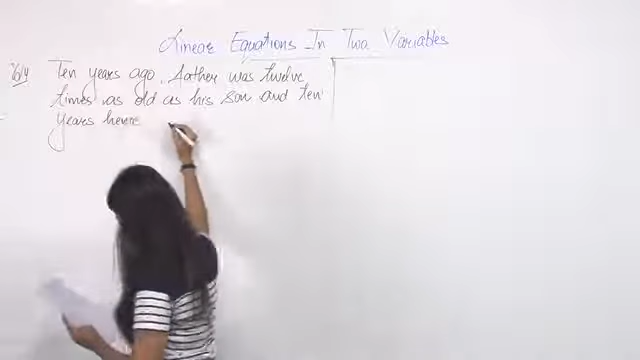 Linear Equations In Two Variables
Ten years ago, father was twelve
times as old as his son and ten
years hence